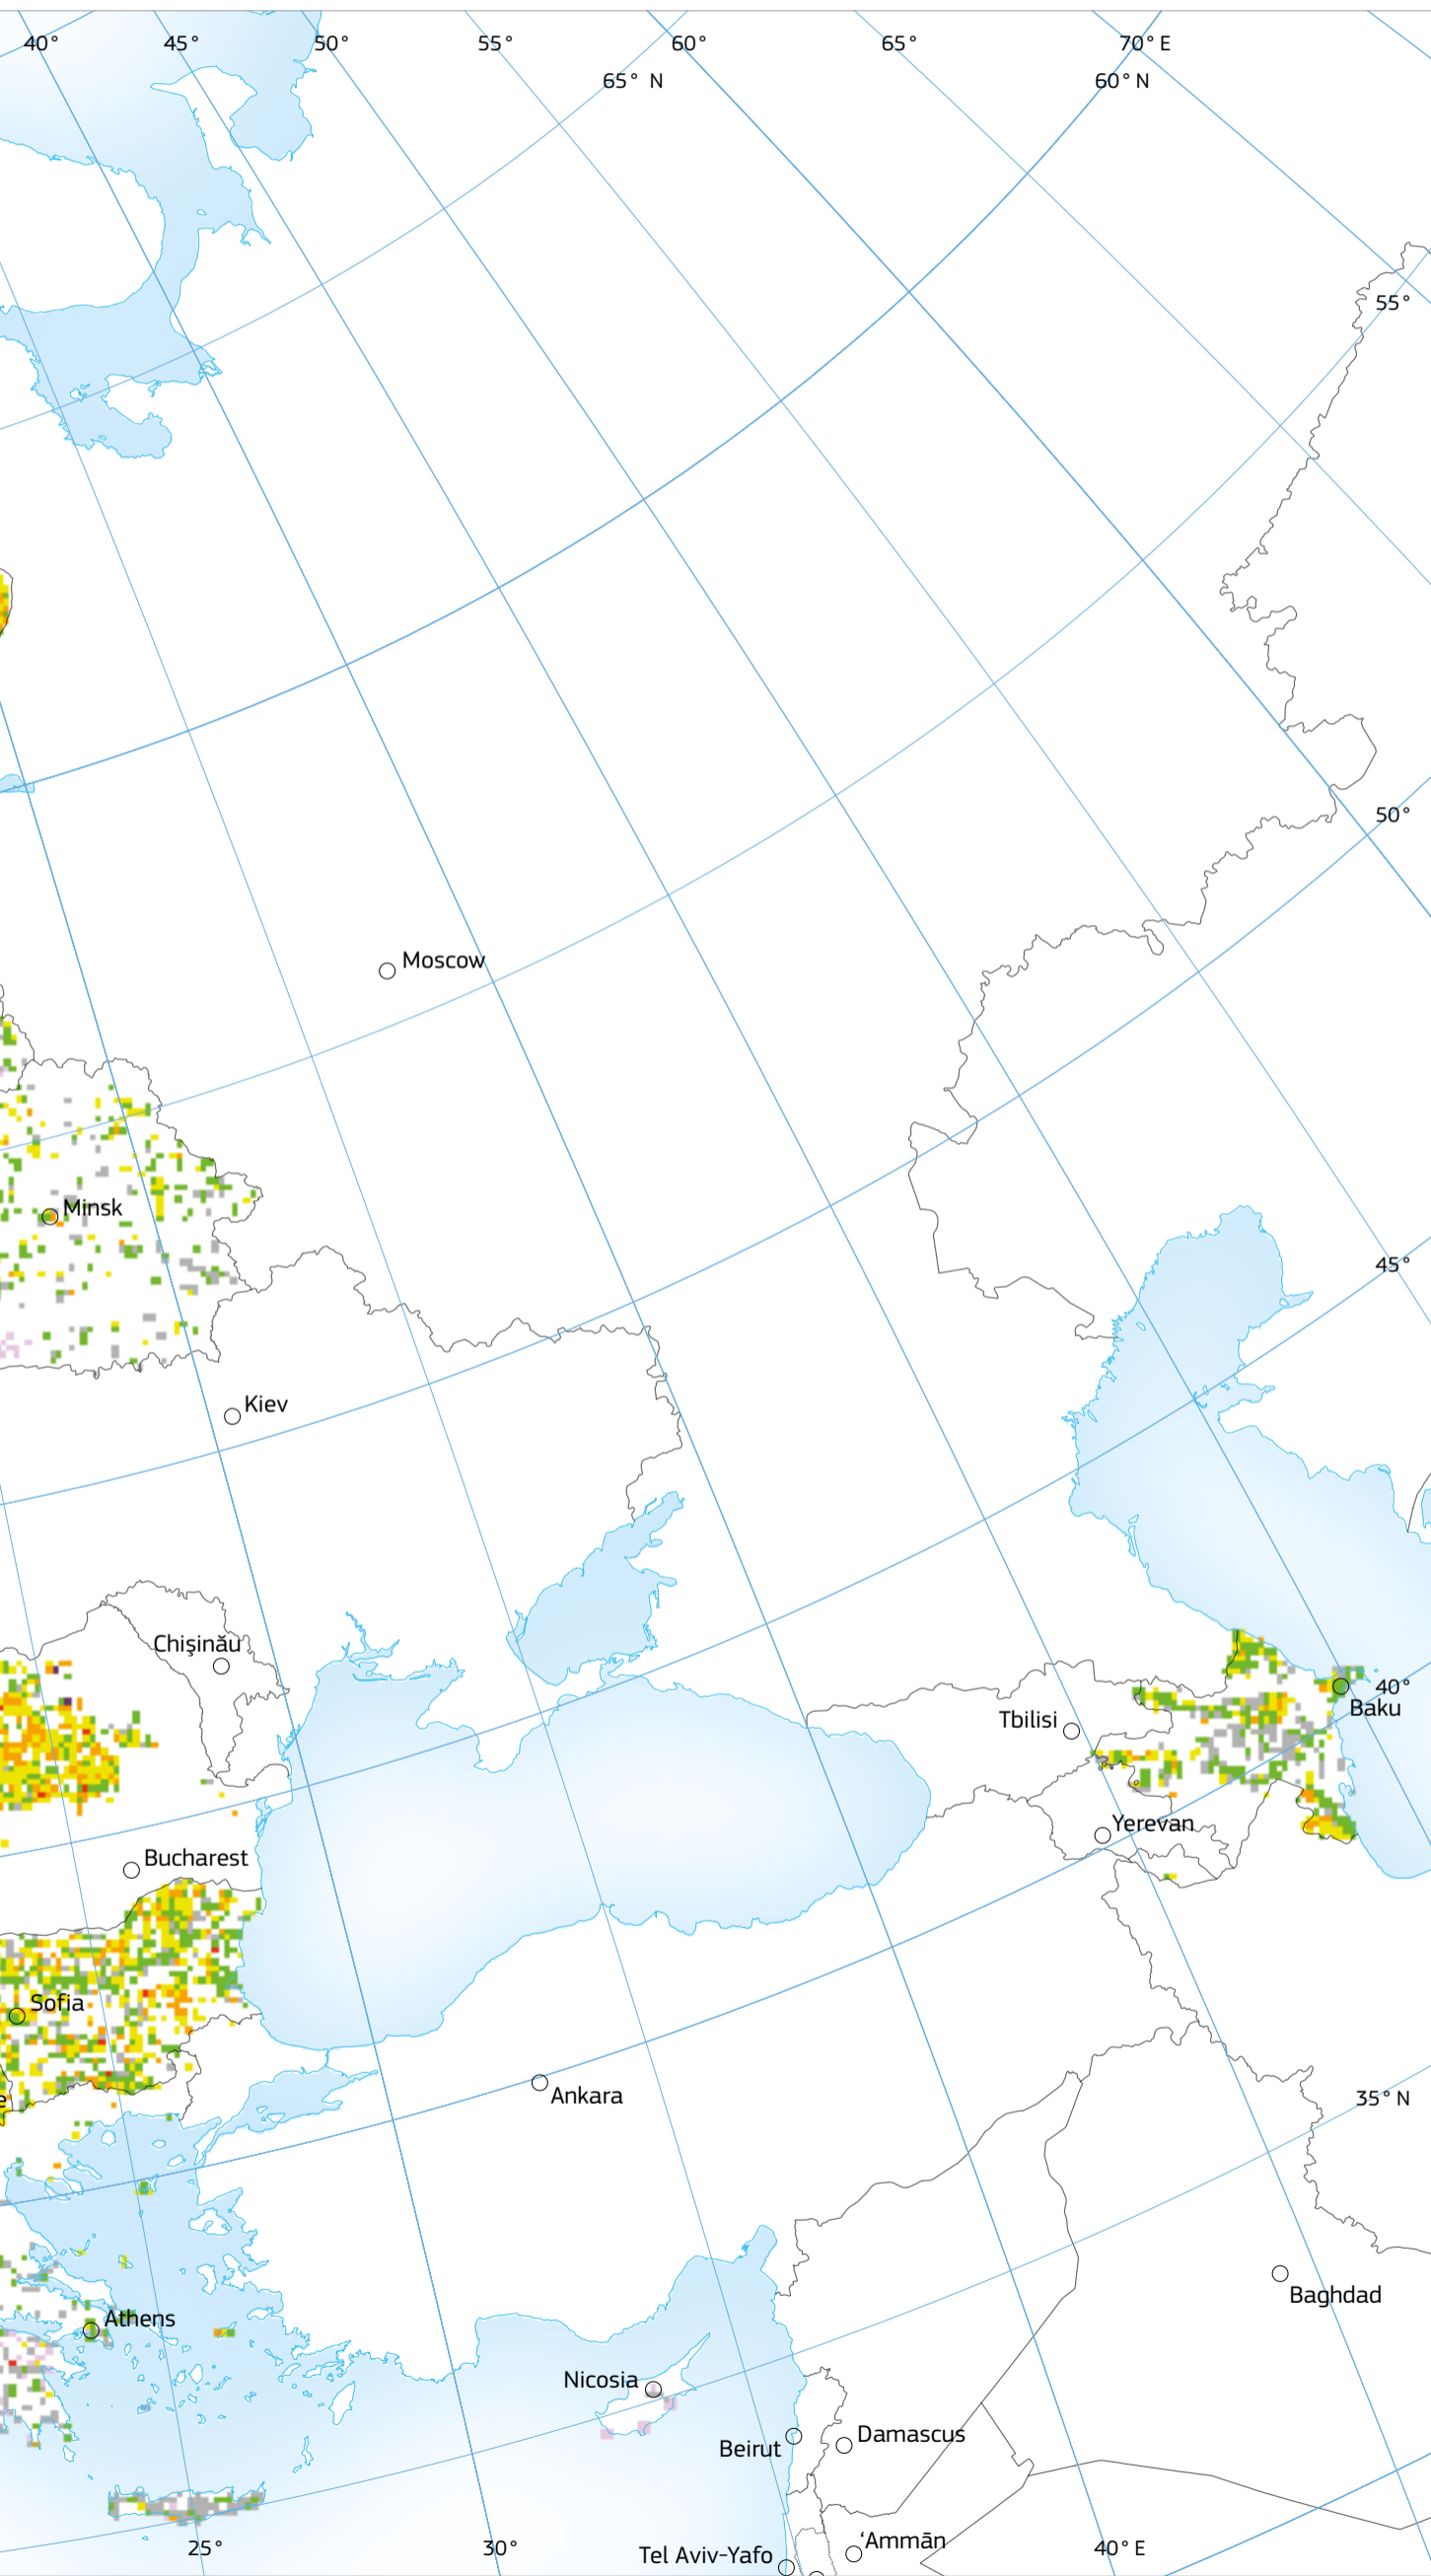 40°
45°
50°
55°
60°
65°
70° E
65° N
60° N
55°
50°
Moscow
Minsk
45°
Kiev
Chişinău
40°
Baku
Tbilisi
Yerevan
Bucharest
Sofia
Ankara
e
35° N
Baghdad
Athens
Nicosia
Damascus
Beirut
ʻAmmān
25°
30°
40° E
Tel Aviv-Yafo